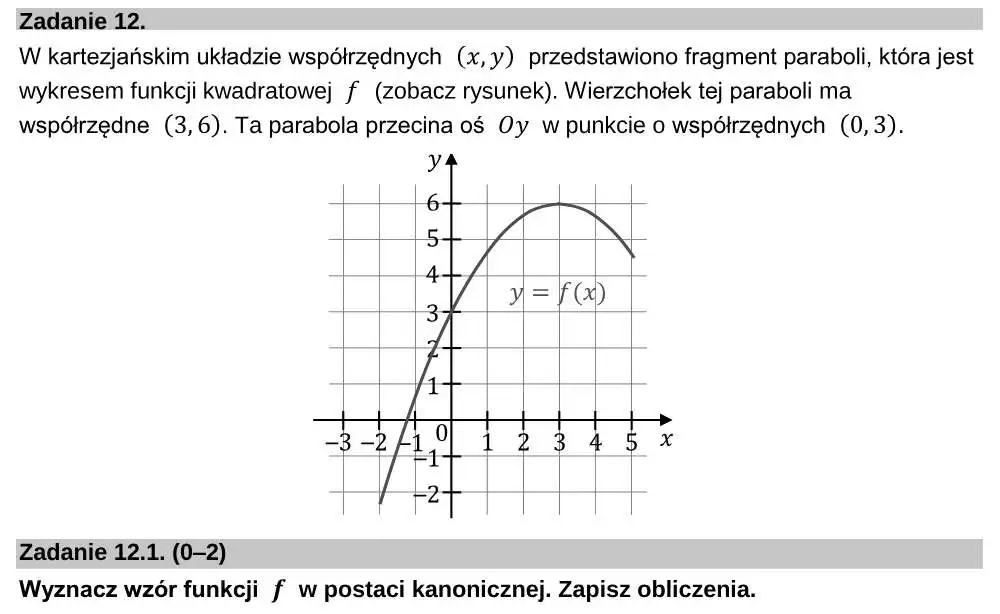 Zadanie 12.
W kartezjańskim układzie współrzędnych (x, y) przedstawiono fragment paraboli, która jest
wykresem funkcji kwadratowej f (zobacz rysunek). Wierzchołek tej paraboli ma
współrzędne (3, 6). Ta parabola przecina oś Oy w punkcie o współrzędnych (0, 3).
y
6
5
4
y = f(x)
3
2
1
–3 –2 –1 0 1 2 3 4 5 x
–1
–2
Zadanie 12.1. (0–2)
Wyznacz wzór funkcji f w postaci kanonicznej. Zapisz obliczenia.